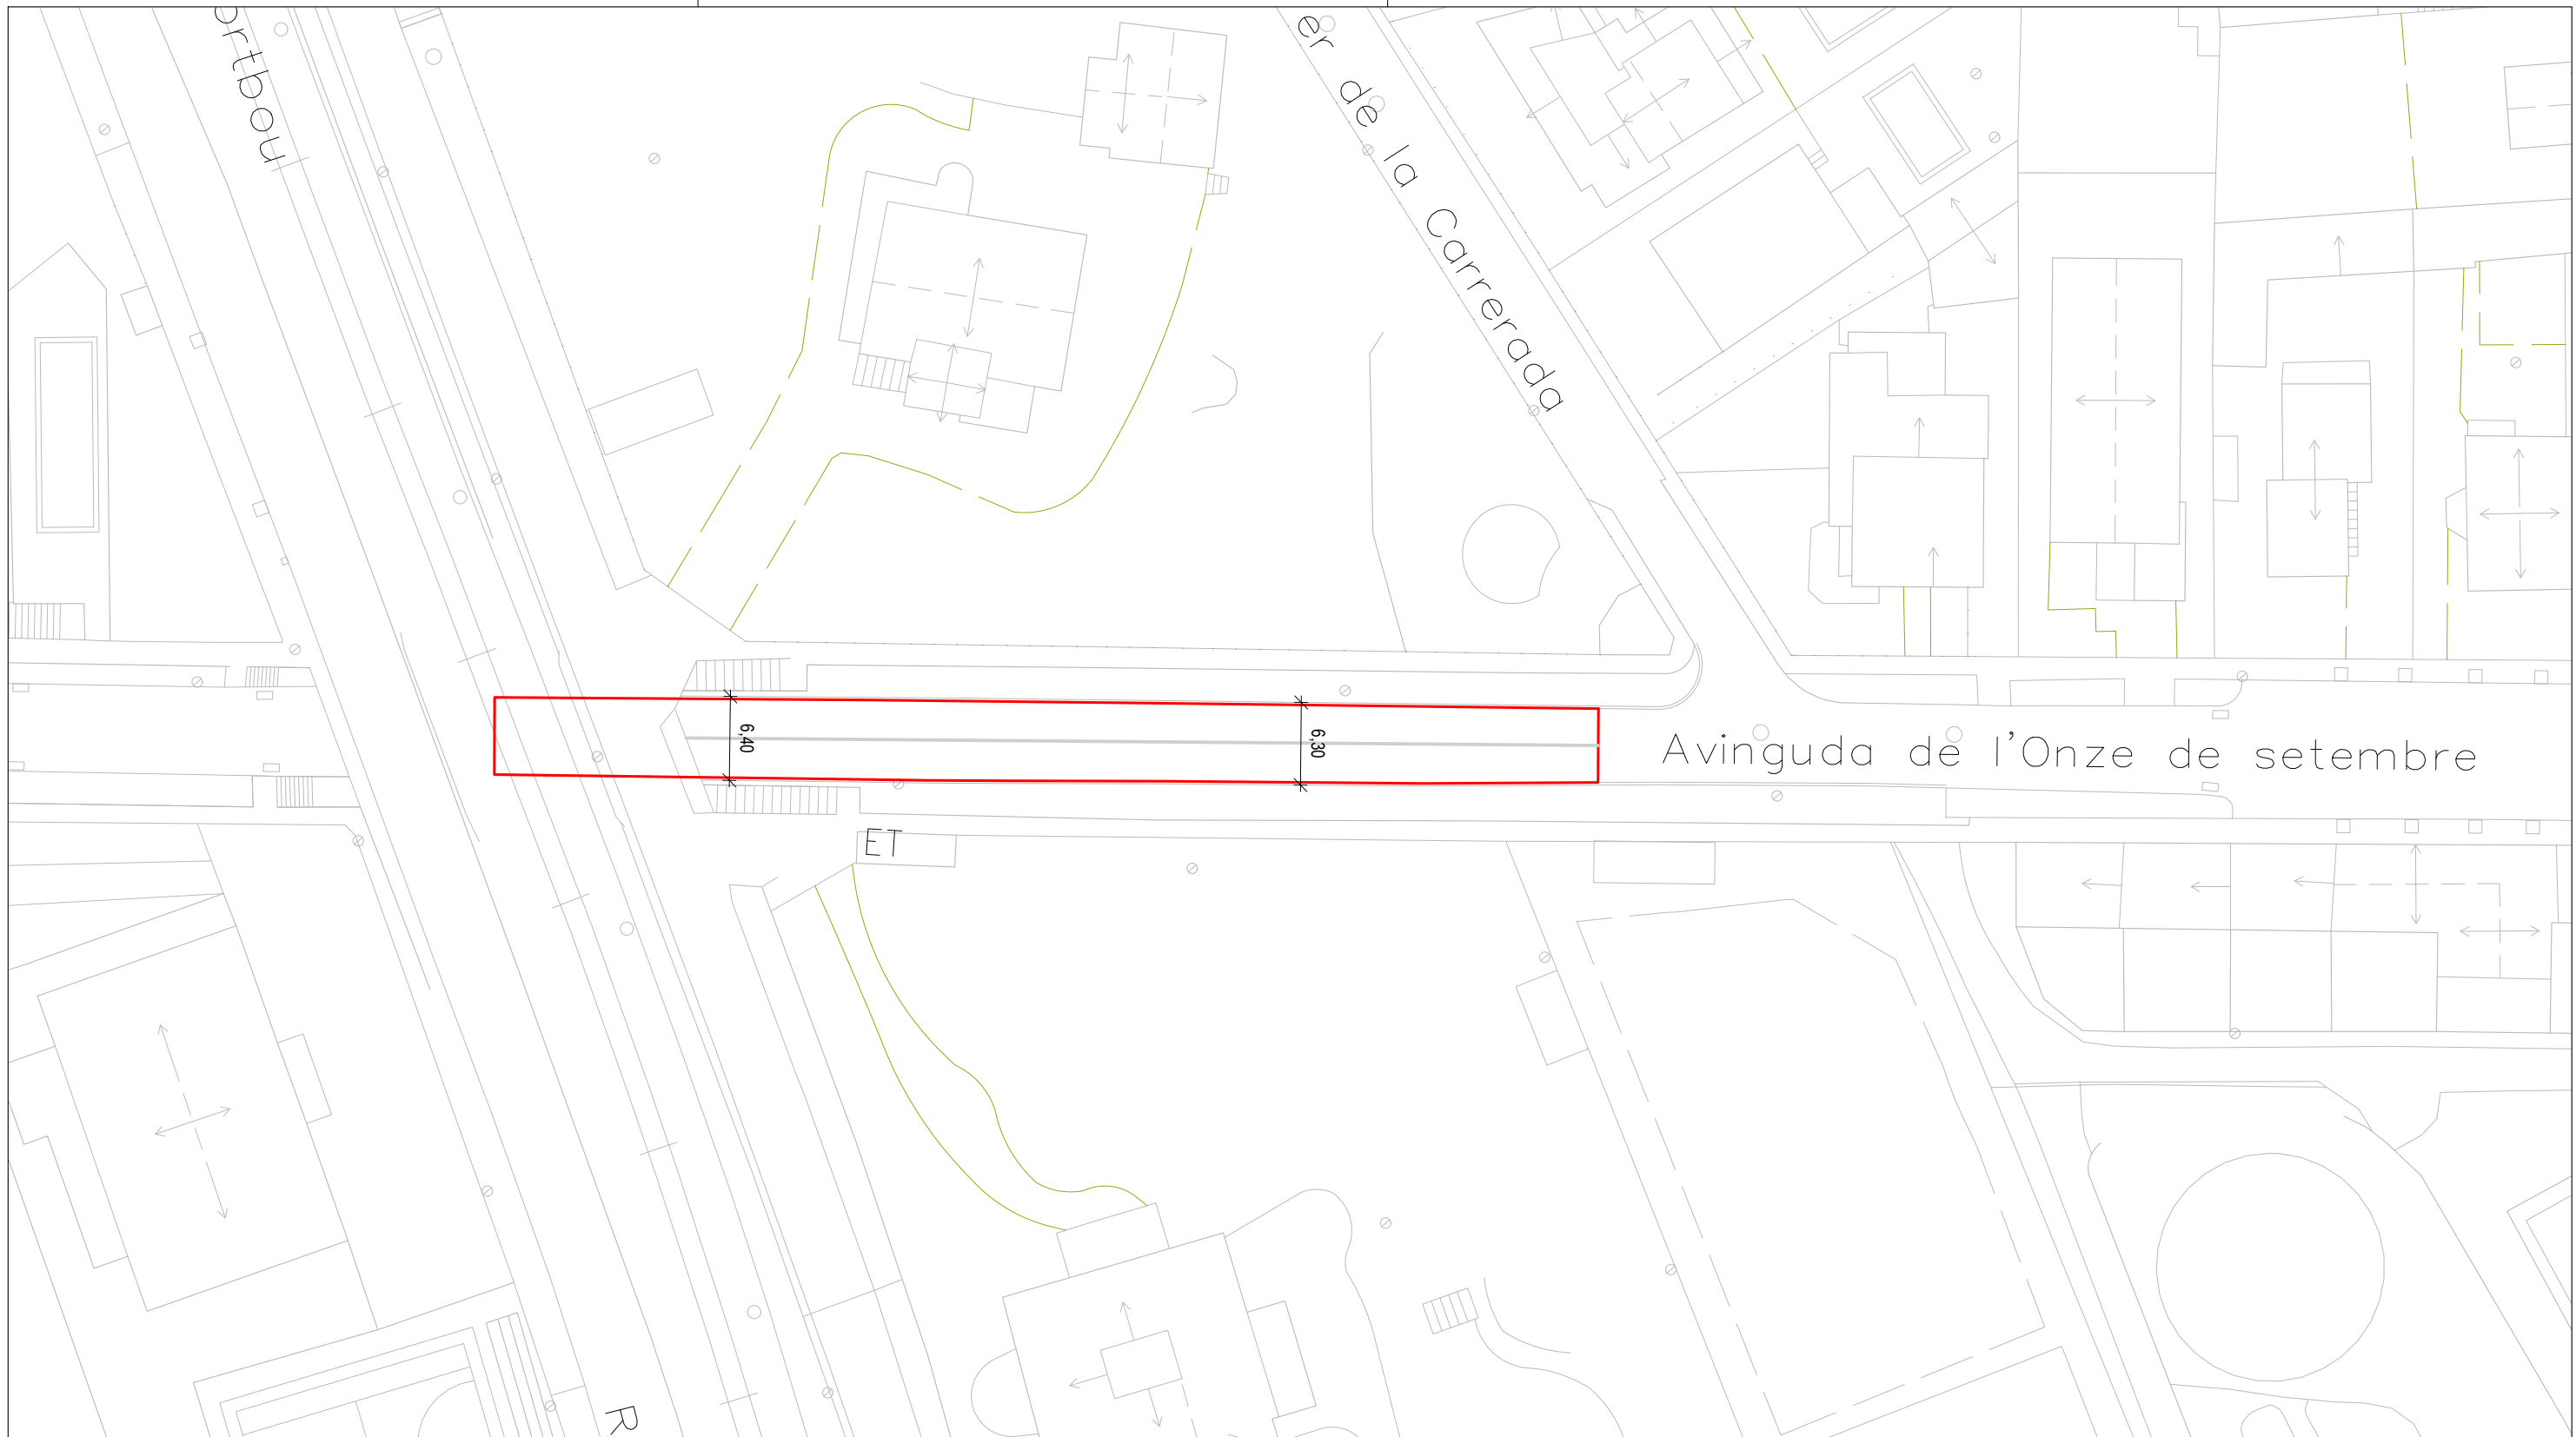 ortbou
er de la Carrerada
6,40
6,30
Avinguda de l'Onze de setembre
ET
R